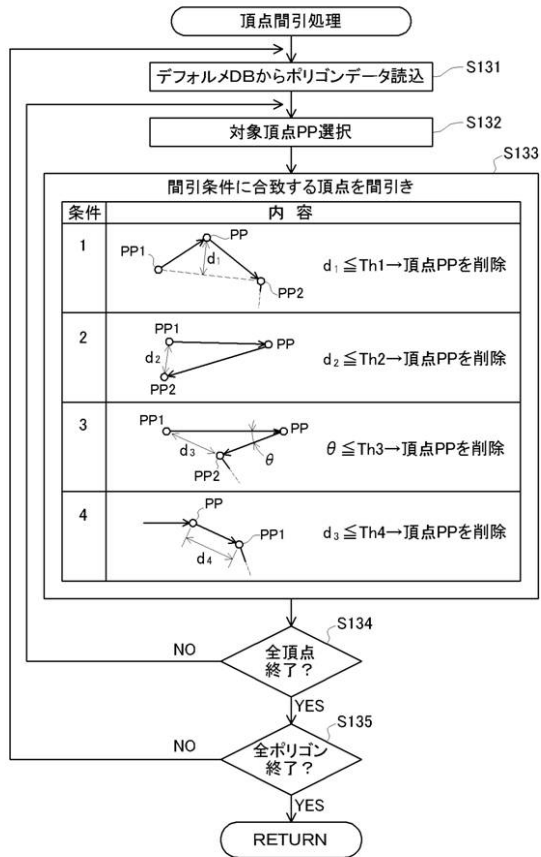 頂点間引処理
デフォルメDBからポリゴンデータ読込
S131
対象頂点PP選択
S132
S133
間引条件に合致する頂点を間引き
条件 内 容
1
PP
PP1
d₁
PP2
d₁≦Th1→頂点PPを削除
2
PP1
PP
d₂
PP2
d₂≦Th2→頂点PPを削除
3
PP1
PP
d₃
θ
PP2
θ≦Th3→頂点PPを削除
4
PP
PP1
d₄
d₃≦Th4→頂点PPを削除
S134
NO
全頂点
終了?
YES
S135
NO
全ポリゴン
終了?
YES
RETURN